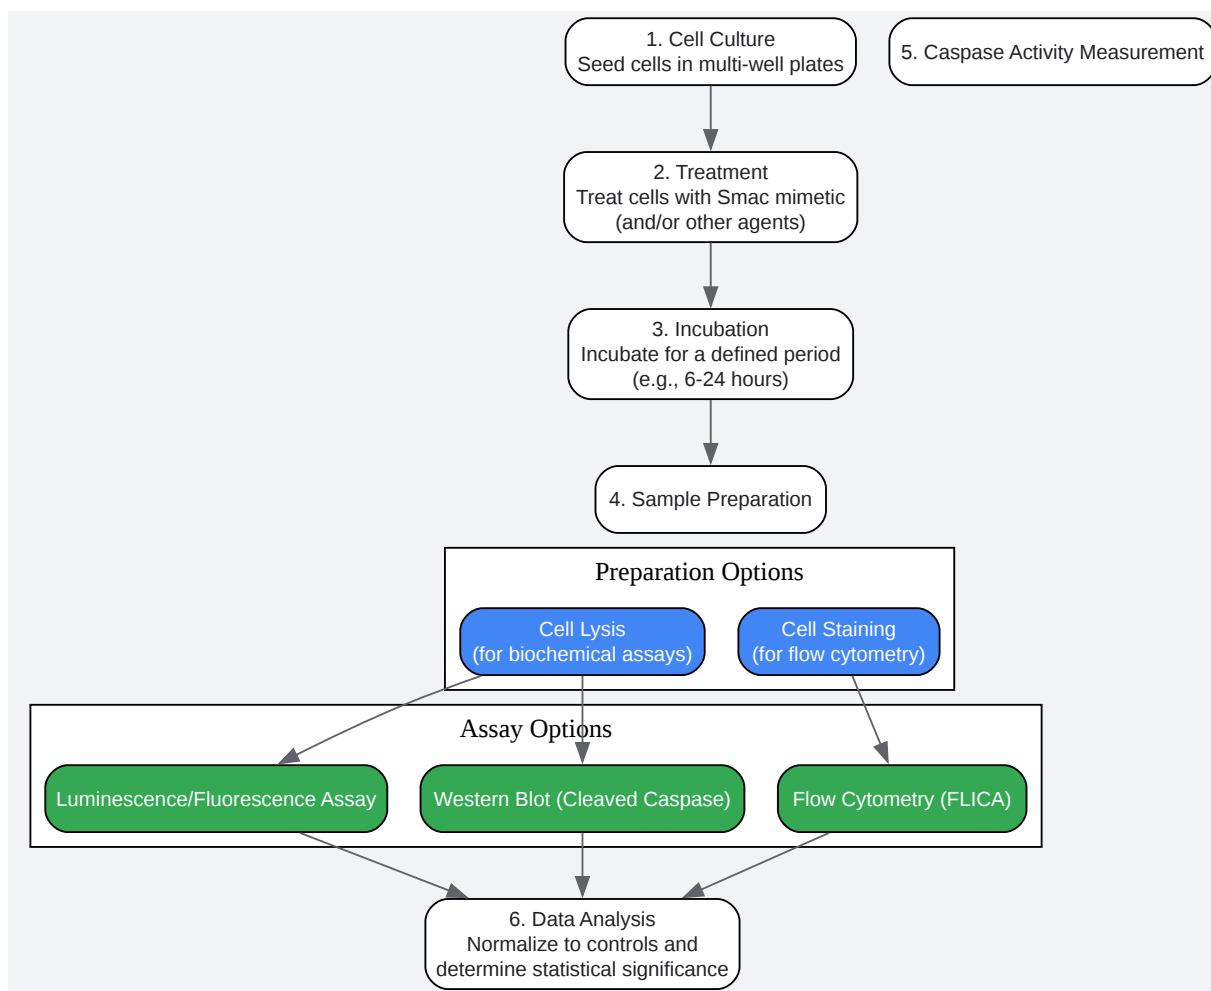 1. Cell Culture
Seed cells in multi-well plates
5. Caspase Activity Measurement
2. Treatment
Treat cells with Smac mimetic
(and/or other agents)
3. Incubation
Incubate for a defined period
(e.g., 6-24 hours)
4. Sample Preparation
Preparation Options
Cell Lysis
(for biochemical assays)
Cell Staining
(for flow cytometry)
Assay Options
Luminescence/Fluorescence Assay
Western Blot (Cleaved Caspase)
Flow Cytometry (FLICA)
6. Data Analysis
Normalize to controls and
determine statistical significance